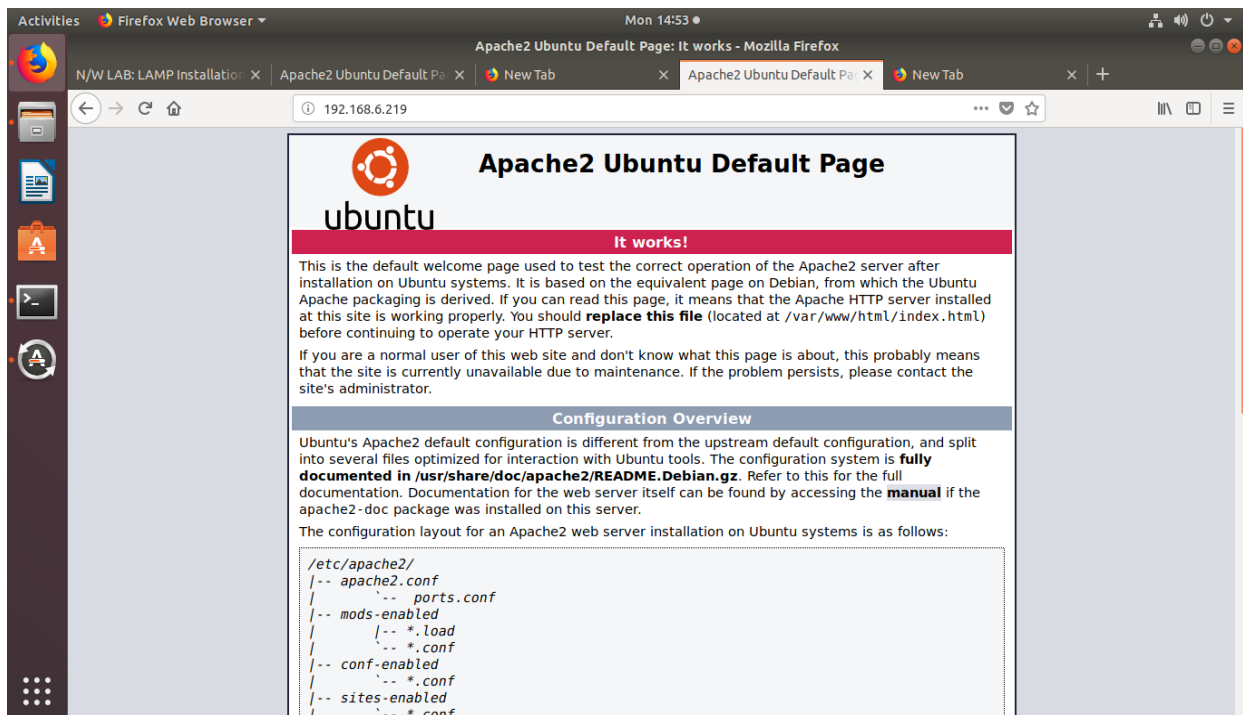 Activities Firefox Web Browser Mon 14:53
Apache2 Ubuntu Default Page: It works - Mozilla Firefox
N/W LAB: LAMP Installation Apache2 Ubuntu Default Pa New Tab Apache2 Ubuntu Default Pa New Tab
192.168.6.219
ubuntu
Apache2 Ubuntu Default Page
It works!
This is the default welcome page used to test the correct operation of the Apache2 server after
installation on Ubuntu systems. It is based on the equivalent page on Debian, from which the Ubuntu
Apache packaging is derived. If you can read this page, it means that the Apache HTTP server installed
at this site is working properly. You should replace this file (located at /var/www/html/index.html)
before continuing to operate your HTTP server.
If you are a normal user of this web site and don't know what this page is about, this probably means
that the site is currently unavailable due to maintenance. If the problem persists, please contact the
site's administrator.
Configuration Overview
Ubuntu's Apache2 default configuration is different from the upstream default configuration, and split
into several files optimized for interaction with Ubuntu tools. The configuration system is fully
documented in /usr/share/doc/apache2/README.Debian.gz. Refer to this for the full
documentation. Documentation for the web server itself can be found by accessing the manual if the
apache2-doc package was installed on this server.
The configuration layout for an Apache2 web server installation on Ubuntu systems is as follows:
/etc/apache2/
|-- apache2.conf
|       `--  ports.conf
|-- mods-enabled
|       |-- *.load
|       `-- *.conf
|-- conf-enabled
|       `-- *.conf
|-- sites-enabled
|       `-- *.conf